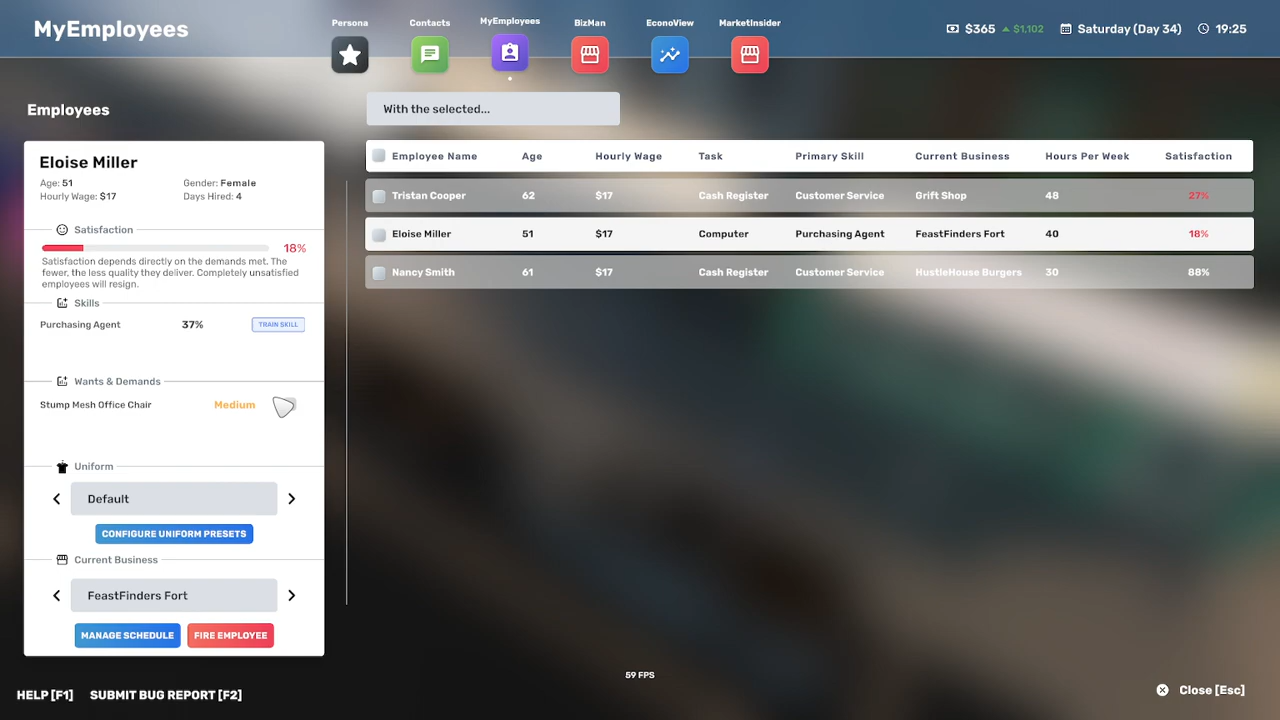 MyEmployees
Persona
Contacts
MyEmployees
BizMan
EconoView
MarketInsider
$365 $1.102 Saturday (Day 34) 19:25
Employees
With the selected...
Eloise Miller
Age: 51 Gender: Female
Hourly Wage: $17 Days Hired: 4
Satisfaction
18%
Satisfaction depends directly on the demands met. The
fewer, the less quality they deliver. Completely unsatisfied
employees will resign.
Skills
Purchasing Agent 37% TRAIN SKILL
Wants & Demands
Stump Mesh Office Chair Medium
Uniform
Default
CONFIGURE UNIFORM PRESETS
Current Business
FeastFinders Fort
MANAGE SCHEDULE FIRE EMPLOYEE
Employee Name Age Hourly Wage Task Primary Skill Current Business Hours Per Week Satisfaction
Tristan Cooper 62 $17 Cash Register Customer Service Grift Shop 48 27%
Eloise Miller 51 $17 Computer Purchasing Agent FeastFinders Fort 40 18%
Nancy Smith 61 $17 Cash Register Customer Service HustleHouse Burgers 30 88%
59 FPS
HELP [F1] SUBMIT BUG REPORT [F2]
Close [Esc]